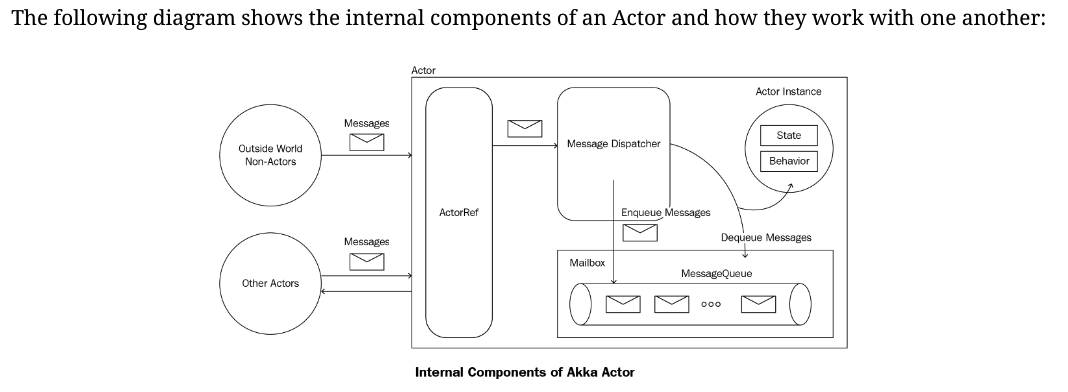 The following diagram shows the internal components of an Actor and how they work with one another:
Actor
Actor Instance
Messages
Outside World
Non-Actors
Message Dispatcher
State
Behavior
ActorRef
Enqueue Messages
Messages
Dequeue Messages
Mailbox
MessageQueue
Other Actors
Internal Components of Akka Actor